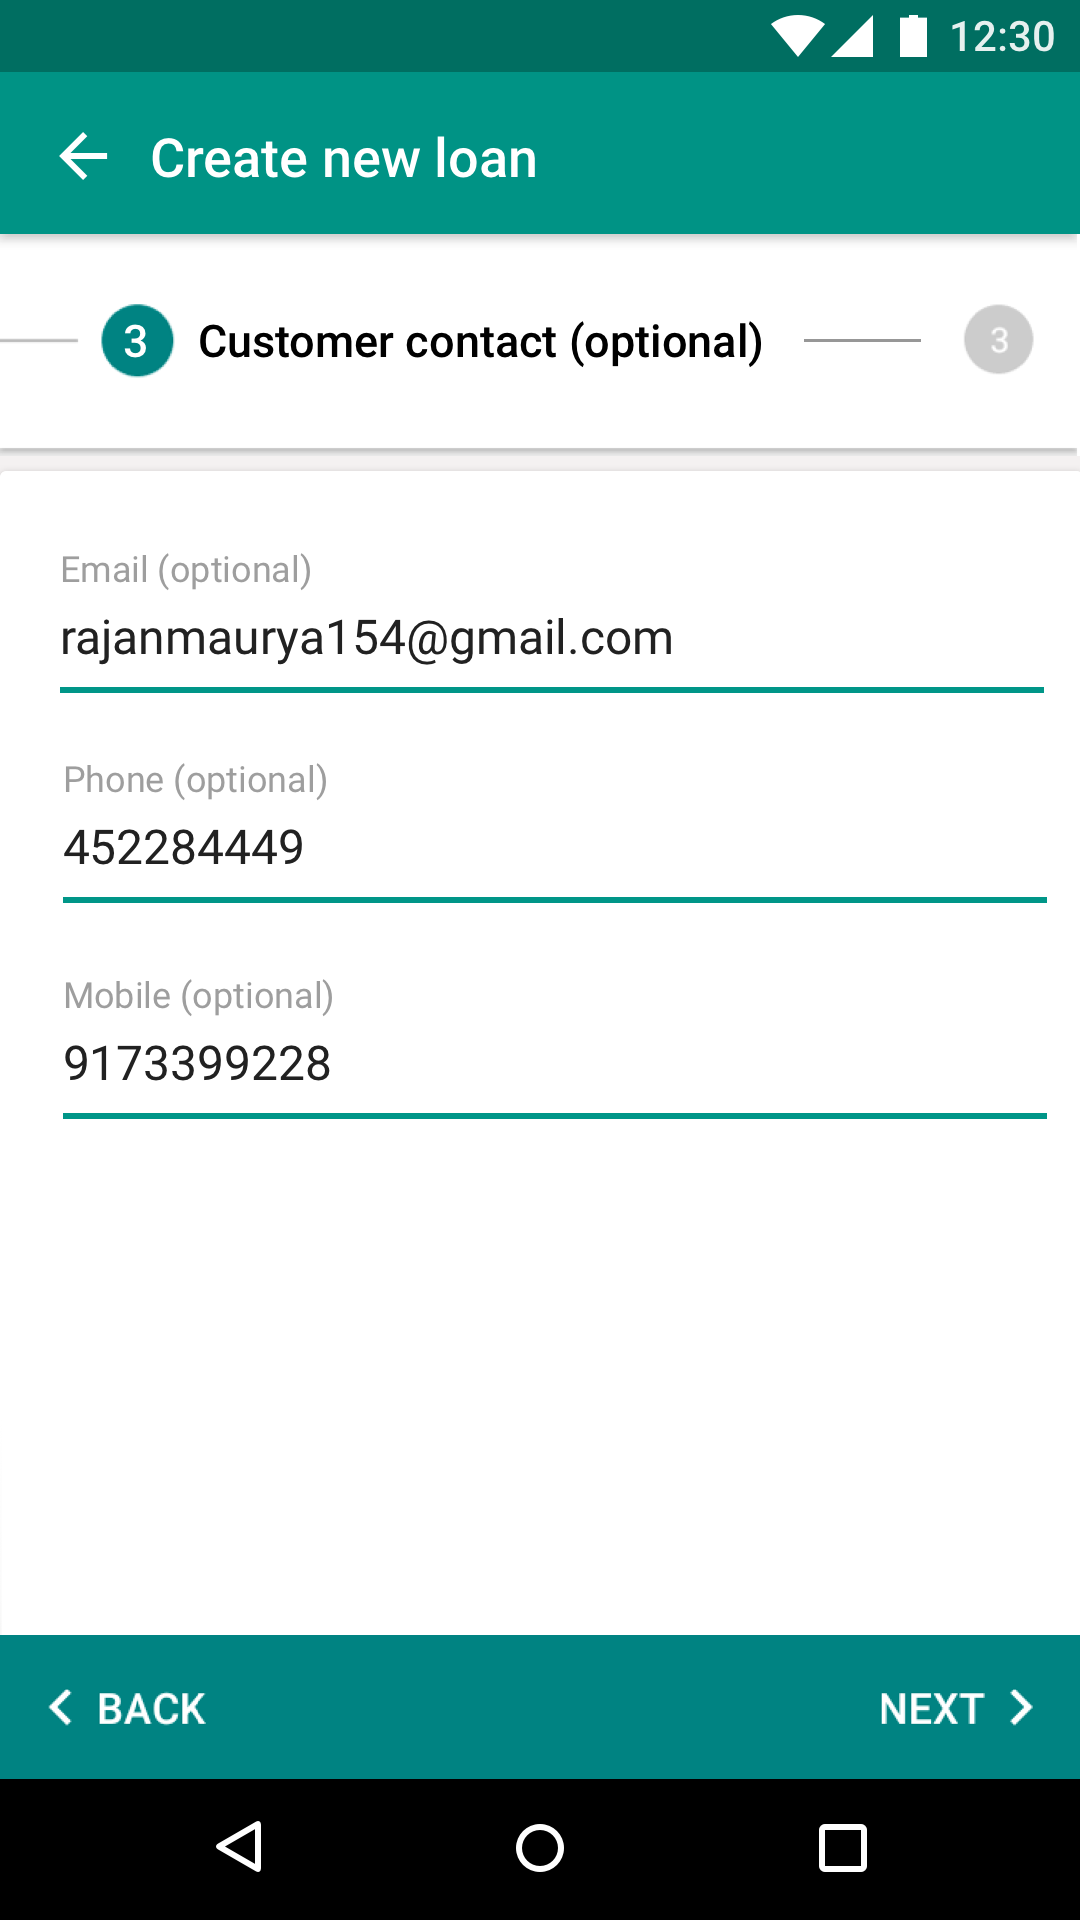 12:30
Create new loan
3 Customer contact (optional) 3
Email (optional)
rajanmaurya154@gmail.com
Phone (optional)
452284449
Mobile (optional)
9173399228
BACK NEXT